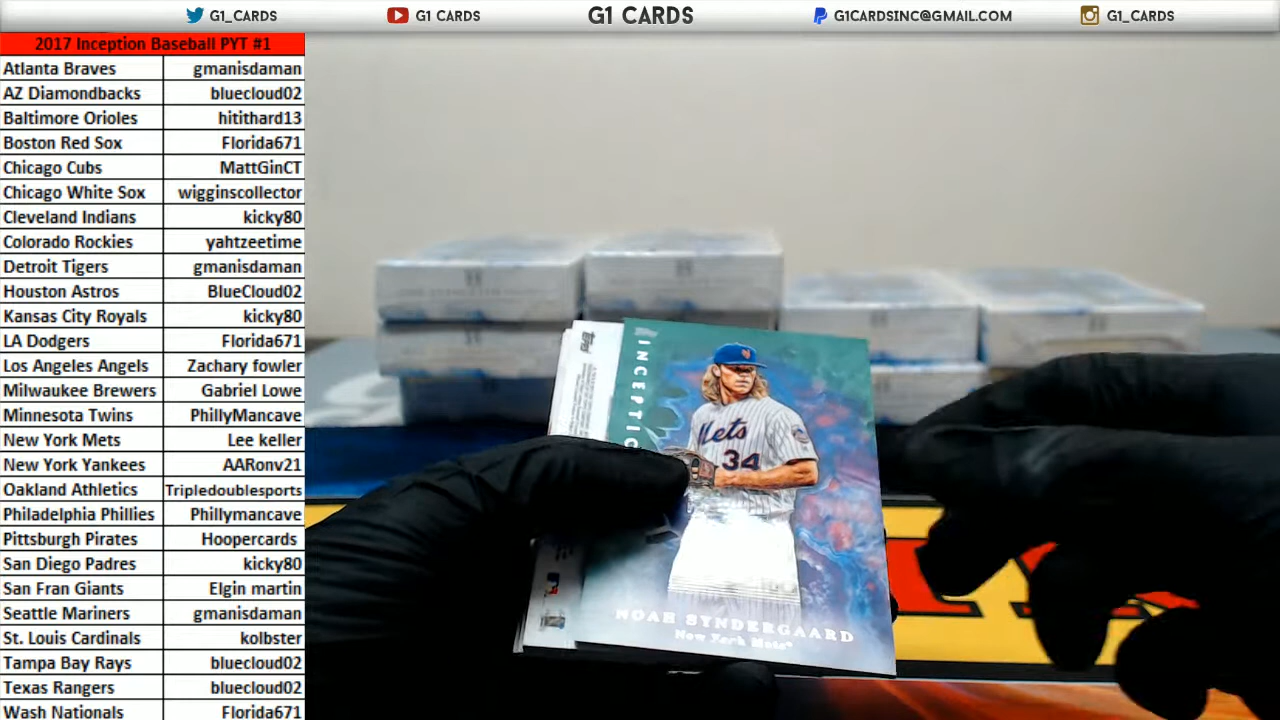 G1_CARDS
G1 CARDS
G1 CARDS
G1CARDSINC@GMAIL.COM
G1_CARDS
2017 Inception Baseball PYT #1
Atlanta Braves gmanisdaman
AZ Diamondbacks bluecloud02
Baltimore Orioles hitithard13
Boston Red Sox Florida671
Chicago Cubs MattGinCT
Chicago White Sox wigginscollector
Cleveland Indians kicky80
Colorado Rockies yahtzeetime
Detroit Tigers gmanisdaman
Houston Astros BlueCloud02
Kansas City Royals kicky80
LA Dodgers Florida671
Los Angeles Angels Zachary fowler
Milwaukee Brewers Gabriel Lowe
Minnesota Twins PhillyMancave
New York Mets Lee keller
New York Yankees AARonv21
Oakland Athletics Tripledoublesports
Philadelphia Phillies Phillymancave
Pittsburgh Pirates Hoopercards
San Diego Padres kicky80
San Fran Giants Elgin martin
Seattle Mariners gmanisdaman
St. Louis Cardinals kolbster
Tampa Bay Rays bluecloud02
Texas Rangers bluecloud02
Wash Nationals Florida671
Topps
INCEPTIO
Mets
34
NOAH SYNDERGAARD
New York Mets®